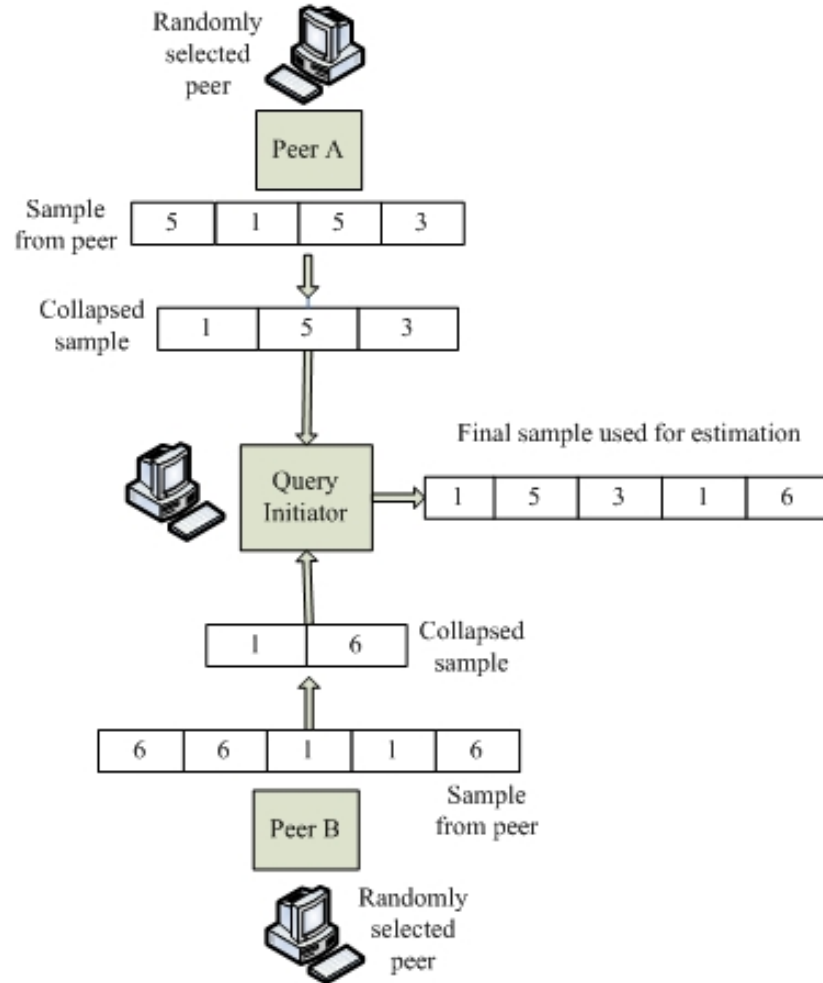 Randomly
selected
peer
Peer A
Sample
from peer
5 1 5 3
Collapsed
sample
1 5 3
Final sample used for estimation
Query
Initiator
1 5 3 1 6
1 6
Collapsed
sample
6 6 1 1 6
Sample
from peer
Peer B
Randomly
selected
peer